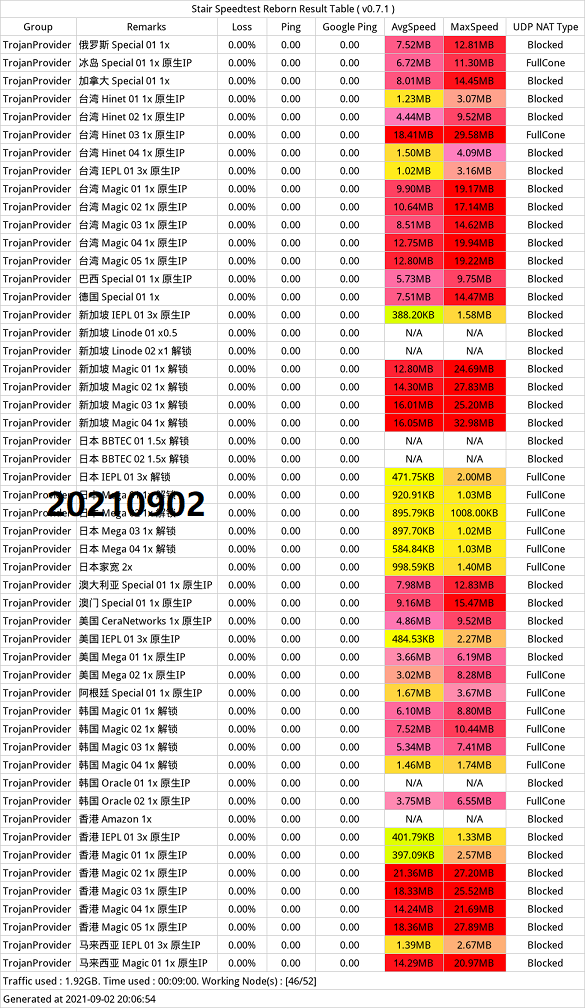 Stair Speedtest Reborn Result Table ( v0.7.1 )
Group Remarks Loss Ping Google Ping AvgSpeed MaxSpeed UDP NAT Type
TrojanProvider 俄罗斯 Special 01 1x 0.00% 0.00 0.00 7.52MB 12.81MB Blocked
TrojanProvider 冰岛 Special 01 1x 原生IP 0.00% 0.00 0.00 6.72MB 11.30MB FullCone
TrojanProvider 加拿大 Special 01 1x 0.00% 0.00 0.00 8.01MB 14.45MB Blocked
TrojanProvider 台湾 Hinet 01 1x 原生IP 0.00% 0.00 0.00 1.23MB 3.07MB Blocked
TrojanProvider 台湾 Hinet 02 1x 原生IP 0.00% 0.00 0.00 4.44MB 9.52MB Blocked
TrojanProvider 台湾 Hinet 03 1x 原生IP 0.00% 0.00 0.00 18.41MB 29.58MB FullCone
TrojanProvider 台湾 Hinet 04 1x 原生IP 0.00% 0.00 0.00 1.50MB 4.09MB Blocked
TrojanProvider 台湾 IEPL 01 3x 原生IP 0.00% 0.00 0.00 1.02MB 3.16MB Blocked
TrojanProvider 台湾 Magic 01 1x 原生IP 0.00% 0.00 0.00 9.90MB 19.17MB Blocked
TrojanProvider 台湾 Magic 02 1x 原生IP 0.00% 0.00 0.00 10.64MB 17.14MB Blocked
TrojanProvider 台湾 Magic 03 1x 原生IP 0.00% 0.00 0.00 8.51MB 14.62MB Blocked
TrojanProvider 台湾 Magic 04 1x 原生IP 0.00% 0.00 0.00 12.75MB 19.94MB Blocked
TrojanProvider 台湾 Magic 05 1x 原生IP 0.00% 0.00 0.00 12.80MB 19.22MB Blocked
TrojanProvider 巴西 Special 01 1x 原生IP 0.00% 0.00 0.00 5.73MB 9.75MB Blocked
TrojanProvider 德国 Special 01 1x 0.00% 0.00 0.00 7.51MB 14.47MB Blocked
TrojanProvider 新加坡 IEPL 01 3x 原生IP 0.00% 0.00 0.00 388.20KB 1.58MB Blocked
TrojanProvider 新加坡 Linode 01 x0.5 0.00% 0.00 0.00 N/A N/A Blocked
TrojanProvider 新加坡 Linode 02 x1 解锁 0.00% 0.00 0.00 N/A N/A Blocked
TrojanProvider 新加坡 Magic 01 1x 解锁 0.00% 0.00 0.00 12.80MB 24.69MB Blocked
TrojanProvider 新加坡 Magic 02 1x 解锁 0.00% 0.00 0.00 14.30MB 27.83MB Blocked
TrojanProvider 新加坡 Magic 03 1x 解锁 0.00% 0.00 0.00 16.01MB 25.20MB Blocked
TrojanProvider 新加坡 Magic 04 1x 解锁 0.00% 0.00 0.00 16.05MB 32.98MB Blocked
TrojanProvider 日本 BBTEC 01 1.5x 解锁 0.00% 0.00 0.00 N/A N/A Blocked
TrojanProvider 日本 BBTEC 02 1.5x 解锁 0.00% 0.00 0.00 N/A N/A Blocked
TrojanProvider 日本 IEPL 01 3x 解锁 0.00% 0.00 0.00 471.75KB 2.00MB FullCone
TrojanProvider 日本 Mega 01 1x 解锁 0.00% 0.00 0.00 920.91KB 1.03MB FullCone
20210902
TrojanProvider 日本 Mega 02 1x 解锁 0.00% 0.00 0.00 895.79KB 1008.00KB FullCone
TrojanProvider 日本 Mega 03 1x 解锁 0.00% 0.00 0.00 897.70KB 1.02MB FullCone
TrojanProvider 日本 Mega 04 1x 解锁 0.00% 0.00 0.00 584.84KB 1.03MB FullCone
TrojanProvider 日本家宽 2x 0.00% 0.00 0.00 998.59KB 1.40MB FullCone
TrojanProvider 澳大利亚 Special 01 1x 原生IP 0.00% 0.00 0.00 7.98MB 12.83MB Blocked
TrojanProvider 澳门 Special 01 1x 原生IP 0.00% 0.00 0.00 9.16MB 15.47MB Blocked
TrojanProvider 美国 CeraNetworks 1x 原生IP 0.00% 0.00 0.00 4.86MB 9.52MB Blocked
TrojanProvider 美国 IEPL 01 3x 原生IP 0.00% 0.00 0.00 484.53KB 2.27MB Blocked
TrojanProvider 美国 Mega 01 1x 原生IP 0.00% 0.00 0.00 3.66MB 6.19MB Blocked
TrojanProvider 美国 Mega 02 1x 原生IP 0.00% 0.00 0.00 3.02MB 8.28MB FullCone
TrojanProvider 阿根廷 Special 01 1x 原生IP 0.00% 0.00 0.00 1.67MB 3.67MB FullCone
TrojanProvider 韩国 Magic 01 1x 解锁 0.00% 0.00 0.00 6.10MB 8.80MB FullCone
TrojanProvider 韩国 Magic 02 1x 解锁 0.00% 0.00 0.00 7.52MB 10.44MB FullCone
TrojanProvider 韩国 Magic 03 1x 解锁 0.00% 0.00 0.00 5.34MB 7.41MB FullCone
TrojanProvider 韩国 Magic 04 1x 解锁 0.00% 0.00 0.00 1.46MB 1.74MB FullCone
TrojanProvider 韩国 Oracle 01 1x 原生IP 0.00% 0.00 0.00 N/A N/A Blocked
TrojanProvider 韩国 Oracle 02 1x 原生IP 0.00% 0.00 0.00 3.75MB 6.55MB FullCone
TrojanProvider 香港 Amazon 1x 0.00% 0.00 0.00 N/A N/A Blocked
TrojanProvider 香港 IEPL 01 3x 原生IP 0.00% 0.00 0.00 401.79KB 1.33MB Blocked
TrojanProvider 香港 Magic 01 1x 原生IP 0.00% 0.00 0.00 397.09KB 2.57MB Blocked
TrojanProvider 香港 Magic 02 1x 原生IP 0.00% 0.00 0.00 21.36MB 27.20MB Blocked
TrojanProvider 香港 Magic 03 1x 原生IP 0.00% 0.00 0.00 18.33MB 25.52MB Blocked
TrojanProvider 香港 Magic 04 1x 原生IP 0.00% 0.00 0.00 14.24MB 21.69MB Blocked
TrojanProvider 香港 Magic 05 1x 原生IP 0.00% 0.00 0.00 18.36MB 27.89MB Blocked
TrojanProvider 马来西亚 IEPL 01 3x 原生IP 0.00% 0.00 0.00 1.39MB 2.67MB Blocked
TrojanProvider 马来西亚 Magic 01 1x 原生IP 0.00% 0.00 0.00 14.29MB 20.97MB Blocked
Traffic used : 1.92GB. Time used : 00:09:00. Working Node(s) : [46/52]
Generated at 2021-09-02 20:06:54